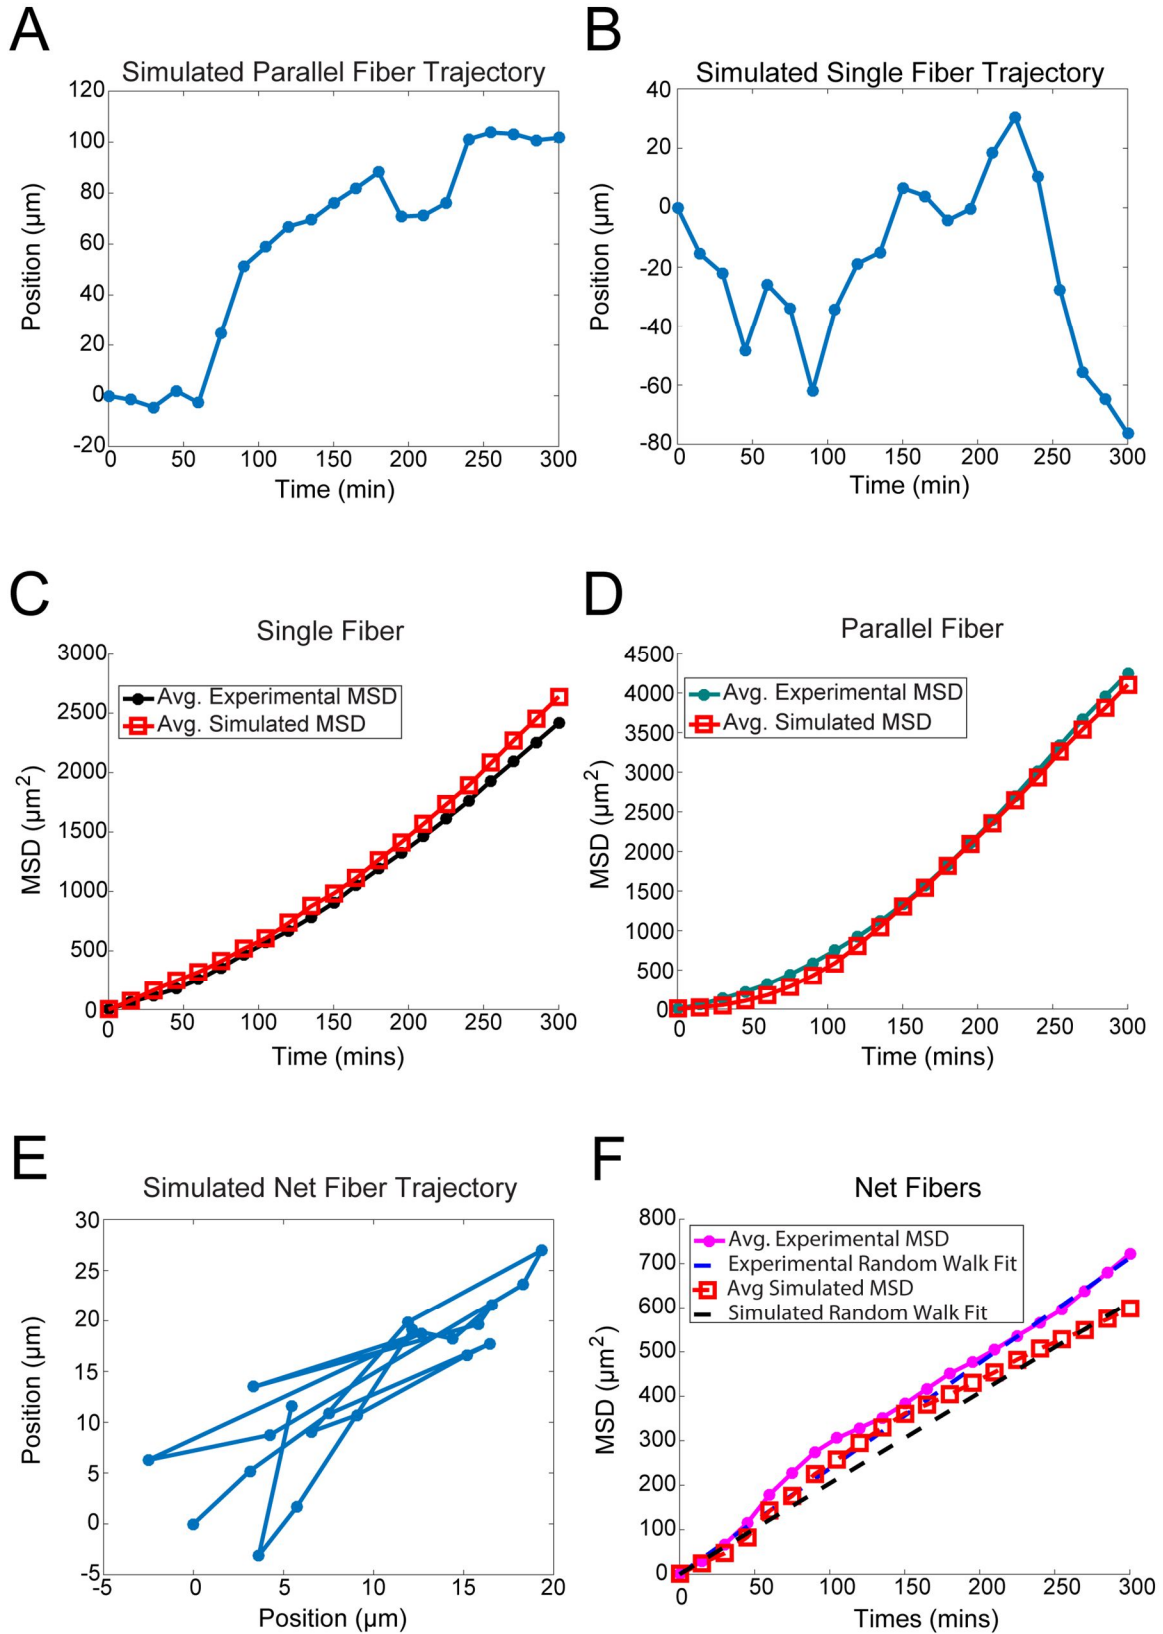 A
Simulated Parallel Fiber Trajectory
120
100
80
60
40
20
0
-20
Position (µm)
0 50 100 150 200 250 300
Time (min)
B
Simulated Single Fiber Trajectory
40
20
0
-20
-40
-60
-80
Position (µm)
0 50 100 150 200 250 300
Time (min)
C
Single Fiber
3000
2500
2000
1500
1000
500
0
MSD (µm²)
Avg. Experimental MSD
Avg. Simulated MSD
0 50 100 150 200 250 300
Time (mins)
D
Parallel Fiber
4500
4000
3500
3000
2500
2000
1500
1000
500
0
MSD (µm²)
Avg. Experimental MSD
Avg. Simulated MSD
0 50 100 150 200 250 300
Time (mins)
E
Simulated Net Fiber Trajectory
30
25
20
15
10
5
0
-5
Position (µm)
-5 0 5 10 15 20
Position (µm)
F
Net Fibers
800
700
600
500
400
300
200
100
0
MSD (µm²)
Avg. Experimental MSD
Experimental Random Walk Fit
Avg Simulated MSD
Simulated Random Walk Fit
0 50 100 150 200 250 300
Times (mins)